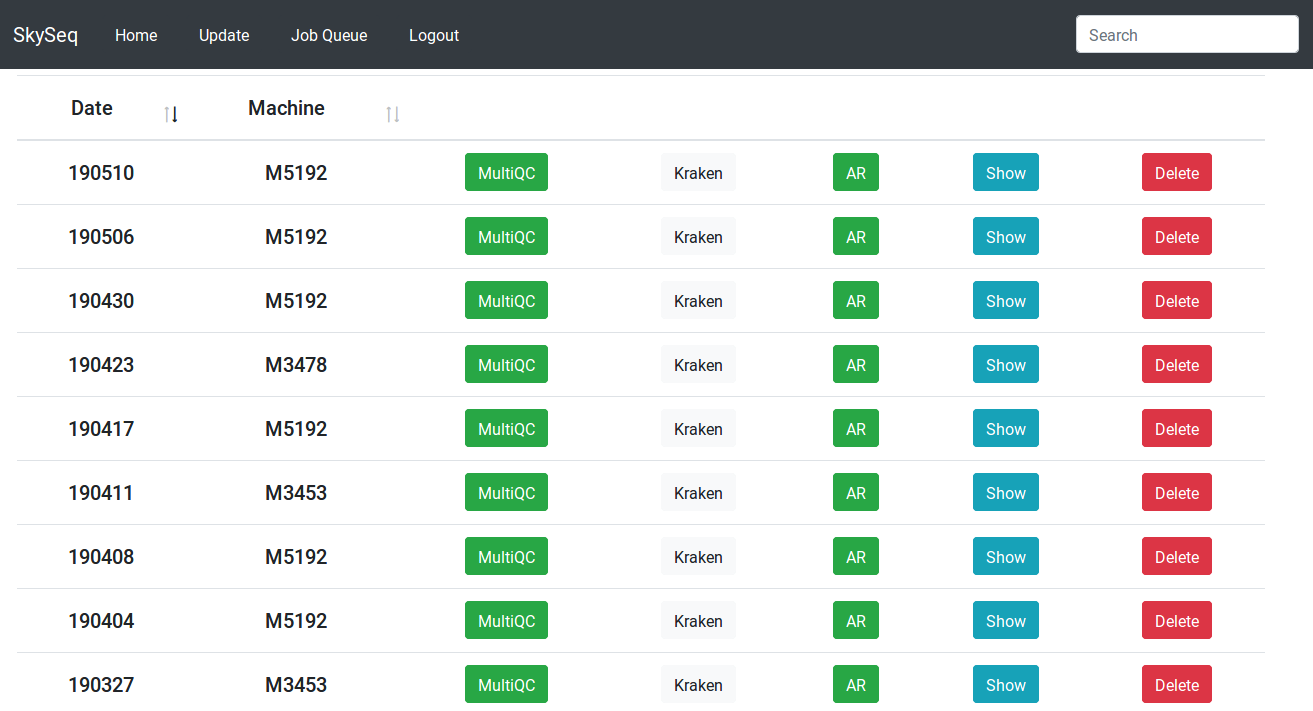 SkySeq Home Update Job Queue Logout Search
Date Machine
190510 M5192 MultiQC Kraken AR Show Delete
190506 M5192 MultiQC Kraken AR Show Delete
190430 M5192 MultiQC Kraken AR Show Delete
190423 M3478 MultiQC Kraken AR Show Delete
190417 M5192 MultiQC Kraken AR Show Delete
190411 M3453 MultiQC Kraken AR Show Delete
190408 M5192 MultiQC Kraken AR Show Delete
190404 M5192 MultiQC Kraken AR Show Delete
190327 M3453 MultiQC Kraken AR Show Delete